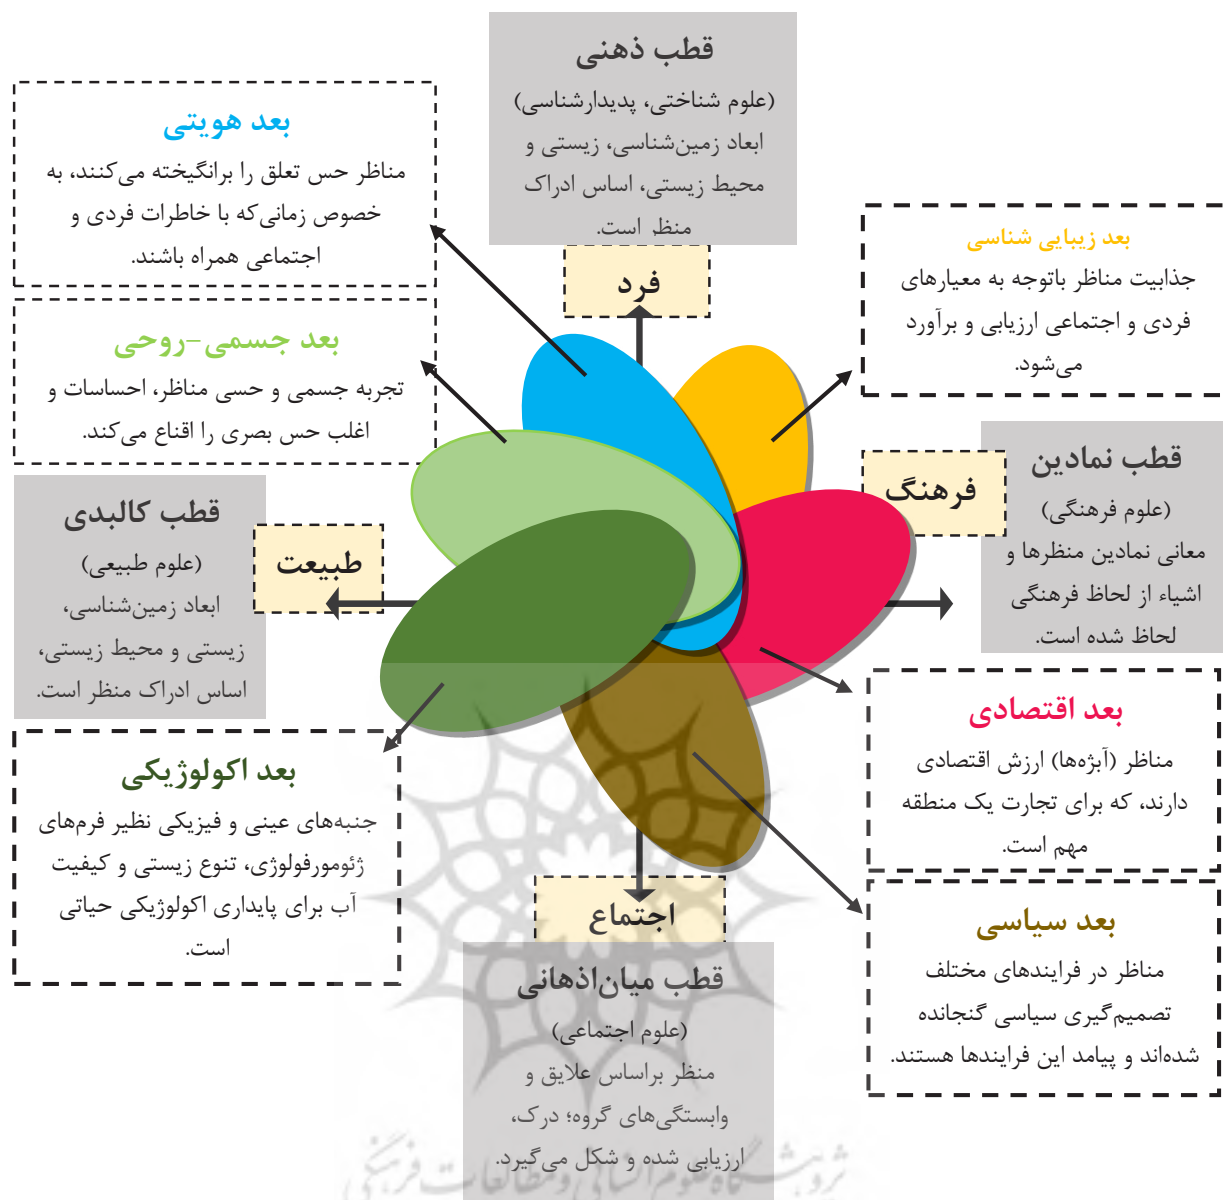 قطب ذهنی
(علوم شناختی، پدیدارشناسی)
ابعاد زمین‌شناسی، زیستی و
محیط زیستی، اساس ادراک
منظر است.
فرد
بعد هویتی
مناظر حس تعلق را برانگیخته می‌کنند، به
خصوص زمانی‌که با خاطرات فردی و
اجتماعی همراه باشند.
بعد زیبایی شناسی
جذابیت مناظر باتوجه به معیارهای
فردی و اجتماعی ارزیابی و برآورد
می‌شود.
بعد جسمی-روحی
تجربه جسمی و حسی مناظر، احساسات و
اغلب حس بصری را اقناع می‌کند.
قطب نمادین
(علوم فرهنگی)
معانی نمادین منظرها و
اشیاء از لحاظ فرهنگی
لحاظ شده است.
فرهنگ
قطب کالبدی
(علوم طبیعی)
ابعاد زمین‌شناسی،
زیستی و محیط زیستی،
اساس ادراک منظر است.
طبیعت
بعد اقتصادی
مناظر (آبژه‌ها) ارزش اقتصادی
دارند، که برای تجارت یک منطقه
مهم است.
بعد اکولوژیکی
جنبه‌های عینی و فیزیکی نظیر فرم‌های
ژئومورفولوژی، تنوع زیستی و کیفیت
آب برای پایداری اکولوژیکی حیاتی
است.
بعد سیاسی
مناظر در فرایندهای مختلف
تصمیم‌گیری سیاسی گنجانده
شده‌اند و پیامد این فرایندها هستند.
اجتماع
قطب میان‌اذهانی
(علوم اجتماعی)
منظر براساس علایق و
وابستگی‌های گروه؛ درک،
ارزیابی شده و شکل می‌گیرد.
پژوهشگاه علوم انسانی و مطالعات فرهنگی